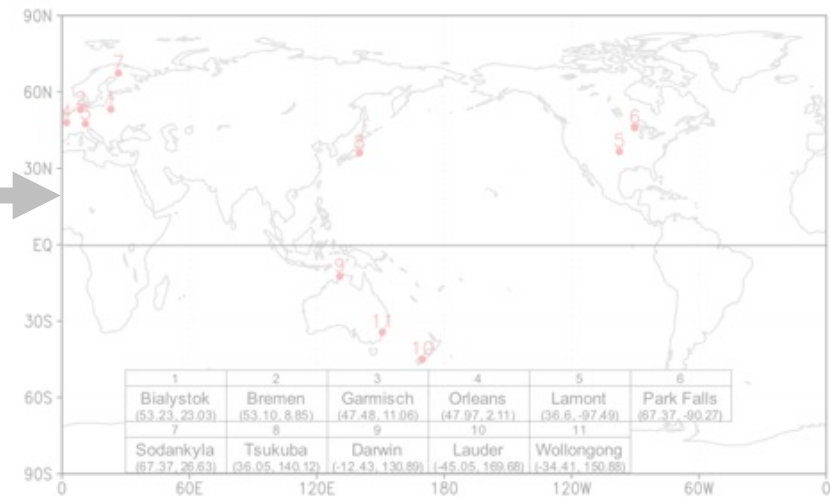 90N
7
60N
2
1
4
3
6
5
8
30N
EQ
9
30S
11
10
1 2 3 4 5 6
Bialystok Bremen Garmisch Orleans Lamont Park Falls
(53.23, 23.03) (53.10, 8.85) (47.48, 11.06) (47.97, 2.11) (36.6, -97.49) (67.37, -90.27)
60S
7 8 9 10 11
Sodankyla Tsukuba Darwin Lauder Wollongong
(67.37, 26.63) (36.05, 140.12) (-12.43, 130.89) (-45.05, 169.68) (-34.41, 150.88)
90S
0 60E 120E 180 120W 60W 0